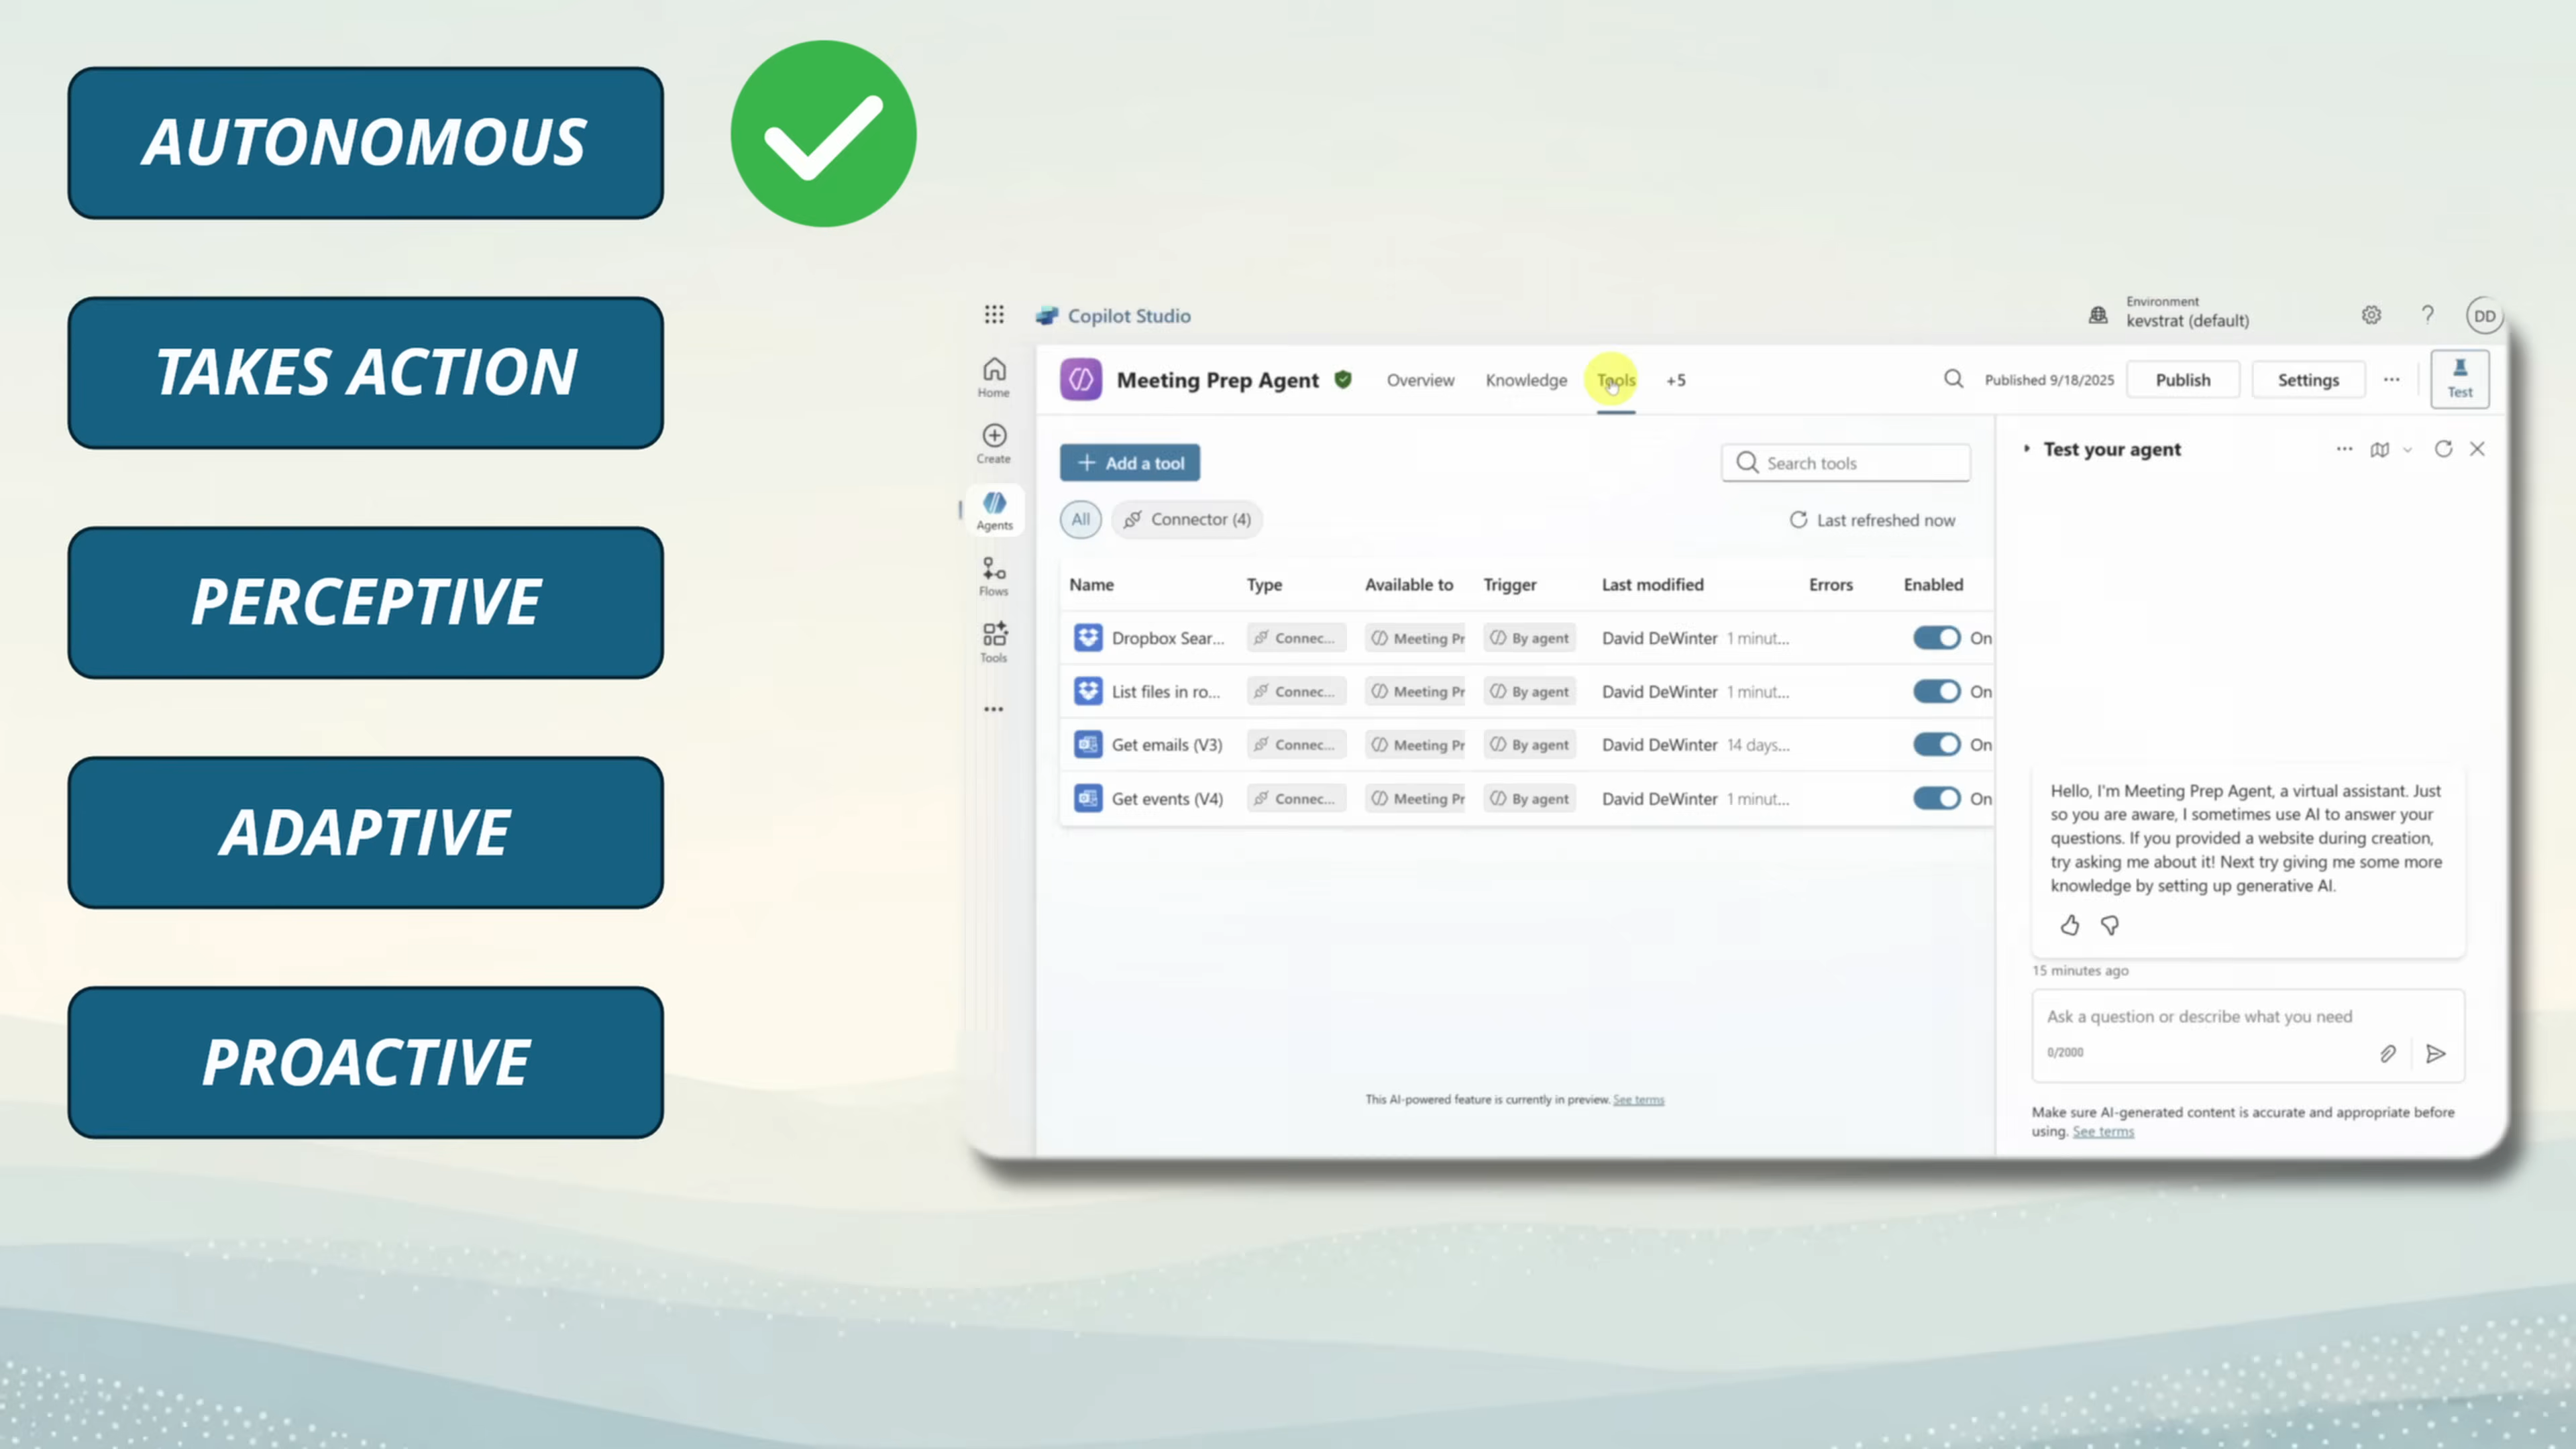 AUTONOMOUS
TAKES ACTION
PERCEPTIVE
ADAPTIVE
PROACTIVE
Copilot Studio
Environment
kevstrat (default)
DD
Home
Create
Agents
Flows
Tools
Meeting Prep Agent
Overview
Knowledge
Tools
+5
Published 9/18/2025
Publish
Settings
Test
Add a tool
Search tools
All
Connector (4)
Last refreshed now
Name Type Available to Trigger Last modified Errors Enabled
Dropbox Sear... Connec... Meeting Pr By agent David DeWinter 1 minut... On
List files in ro... Connec... Meeting Pr By agent David DeWinter 1 minut... On
Get emails (V3) Connec... Meeting Pr By agent David DeWinter 14 days... On
Get events (V4) Connec... Meeting Pr By agent David DeWinter 1 minut... On
This AI-powered feature is currently in preview. See terms
Test your agent
Hello, I'm Meeting Prep Agent, a virtual assistant. Just
so you are aware, I sometimes use AI to answer your
questions. If you provided a website during creation,
try asking me about it! Next try giving me some more
knowledge by setting up generative AI.
15 minutes ago
Ask a question or describe what you need
0/2000
Make sure AI-generated content is accurate and appropriate before
using. See terms